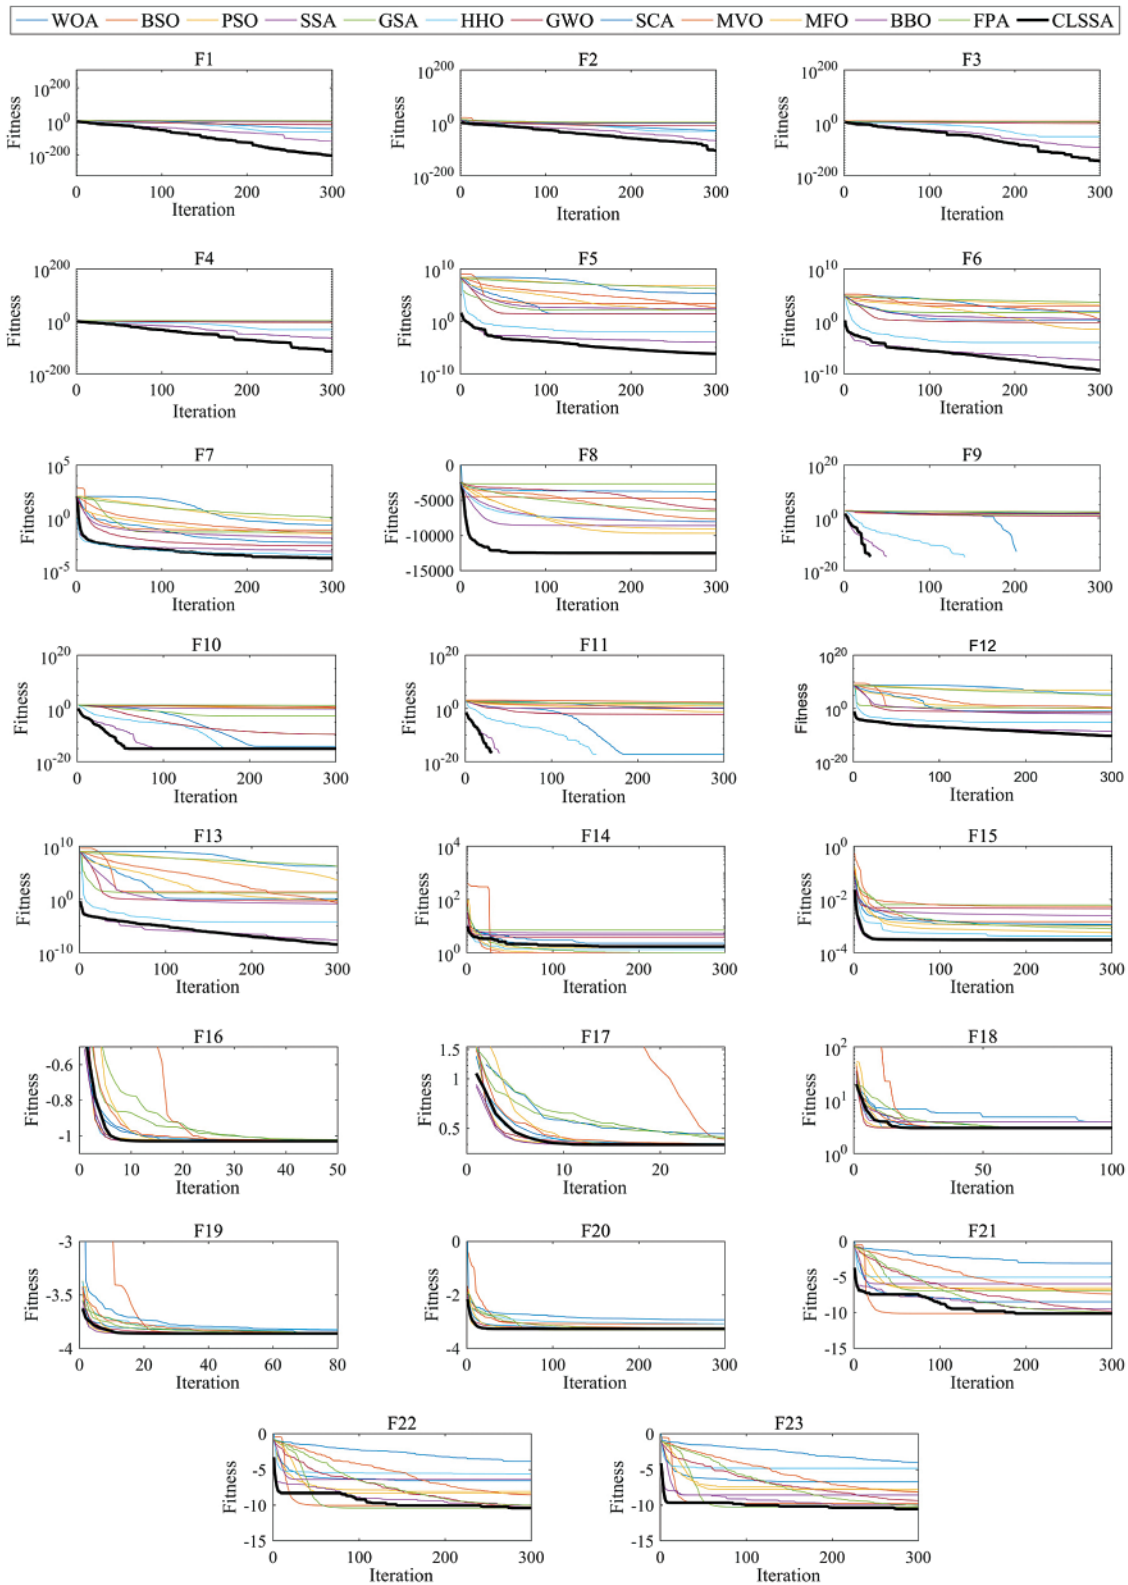 WOA BSO PSO SSA GSA HHO GWO SCA MVO MFO BBO FPA CLSSA
F1 F2 F3
10^200 10^200 10^200
Fitness 10^0 Fitness 10^0 Fitness 10^0
10^-200 10^-200 10^-200
0 100 200 300 0 100 200 300 0 100 200 300
Iteration Iteration Iteration
F4 F5 F6
10^200 10^10 10^10
Fitness 10^0 Fitness 10^0 Fitness 10^0
10^-200 10^-10 10^-10
0 100 200 300 0 100 200 300 0 100 200 300
Iteration Iteration Iteration
F7 F8 F9
10^5 0 10^20
-5000
Fitness 10^0 Fitness Fitness 10^0
-10000
10^-5 -15000 10^-20
0 100 200 300 0 100 200 300 0 100 200 300
Iteration Iteration Iteration
F10 F11 F12
10^20 10^20 10^20
Fitness 10^0 Fitness 10^0 Fitness 10^0
10^-20 10^-20 10^-20
0 100 200 300 0 100 200 300 0 100 200 300
Iteration Iteration Iteration
F13 F14 F15
10^10 10^4 10^0
Fitness 10^0 Fitness 10^2 Fitness 10^-2
10^-10 10^0 10^-4
0 100 200 300 0 100 200 300 0 100 200 300
Iteration Iteration Iteration
F16 F17 F18
-0.6 1.5 10^2
Fitness -0.8 Fitness 1 Fitness 10^1
-1 0.5 10^0
0 10 20 30 40 50 0 10 20 0 50 100
Iteration Iteration Iteration
F19 F20 F21
-3 0 0
-5
Fitness -3.5 Fitness -2 Fitness
-10
-4 -4 -15
0 20 40 60 80 0 100 200 300 0 100 200 300
Iteration Iteration Iteration
F22 F23
0 0
Fitness -5 Fitness -5
-10 -10
-15 -15
0 100 200 300 0 100 200 300
Iteration Iteration